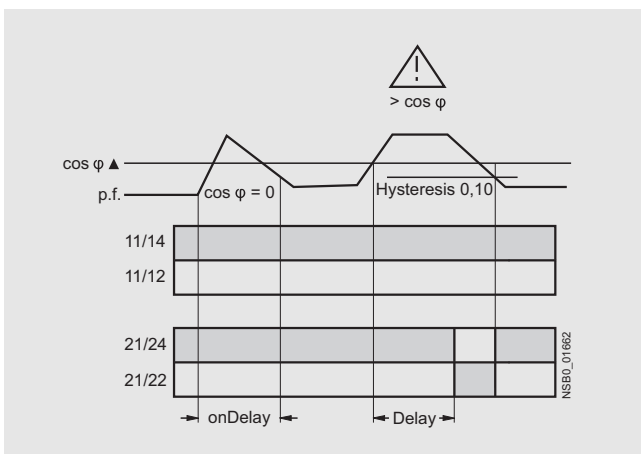 !
> cos φ
cos φ ▲
p.f.
cos φ = 0
Hysteresis 0,10
11/14
11/12
21/24
21/22
NSB0_01662
onDelay
Delay